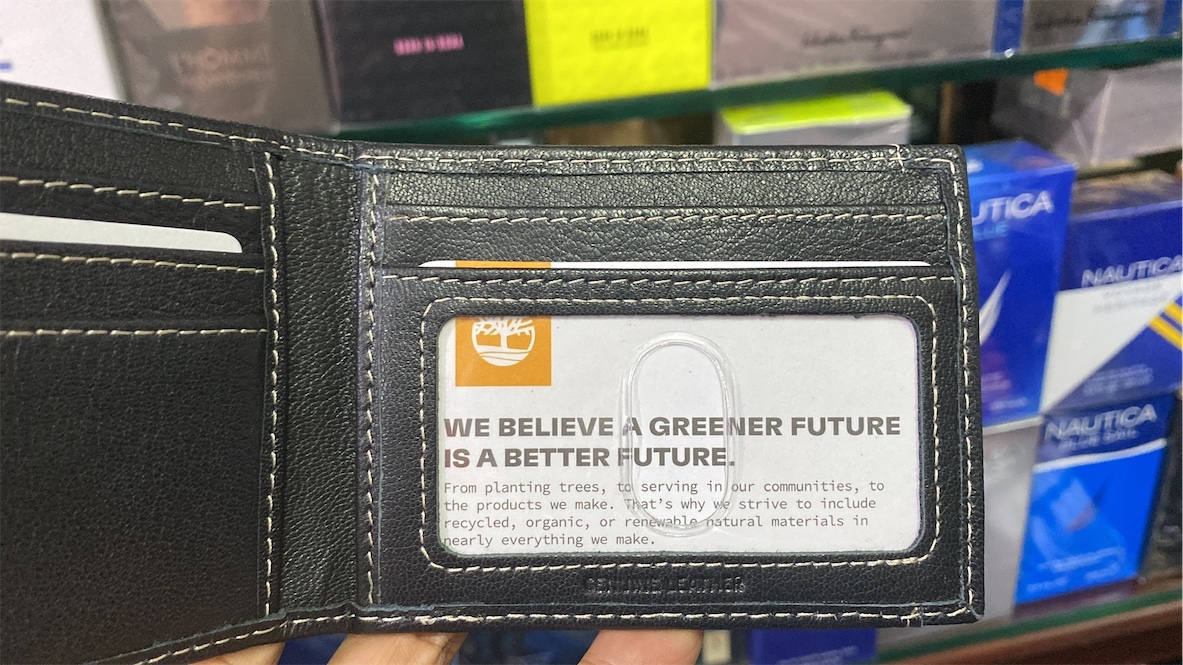 NAUTICA
NAUTICA
NAUTICA
BLUE SAIL
WE BELIEVE A GREENER FUTURE
IS A BETTER FUTURE.
From planting trees, to serving in our communities, to
the products we make. That's why we strive to include
recycled, organic, or renewable natural materials in
nearly everything we make.
GENUINE LEATHER